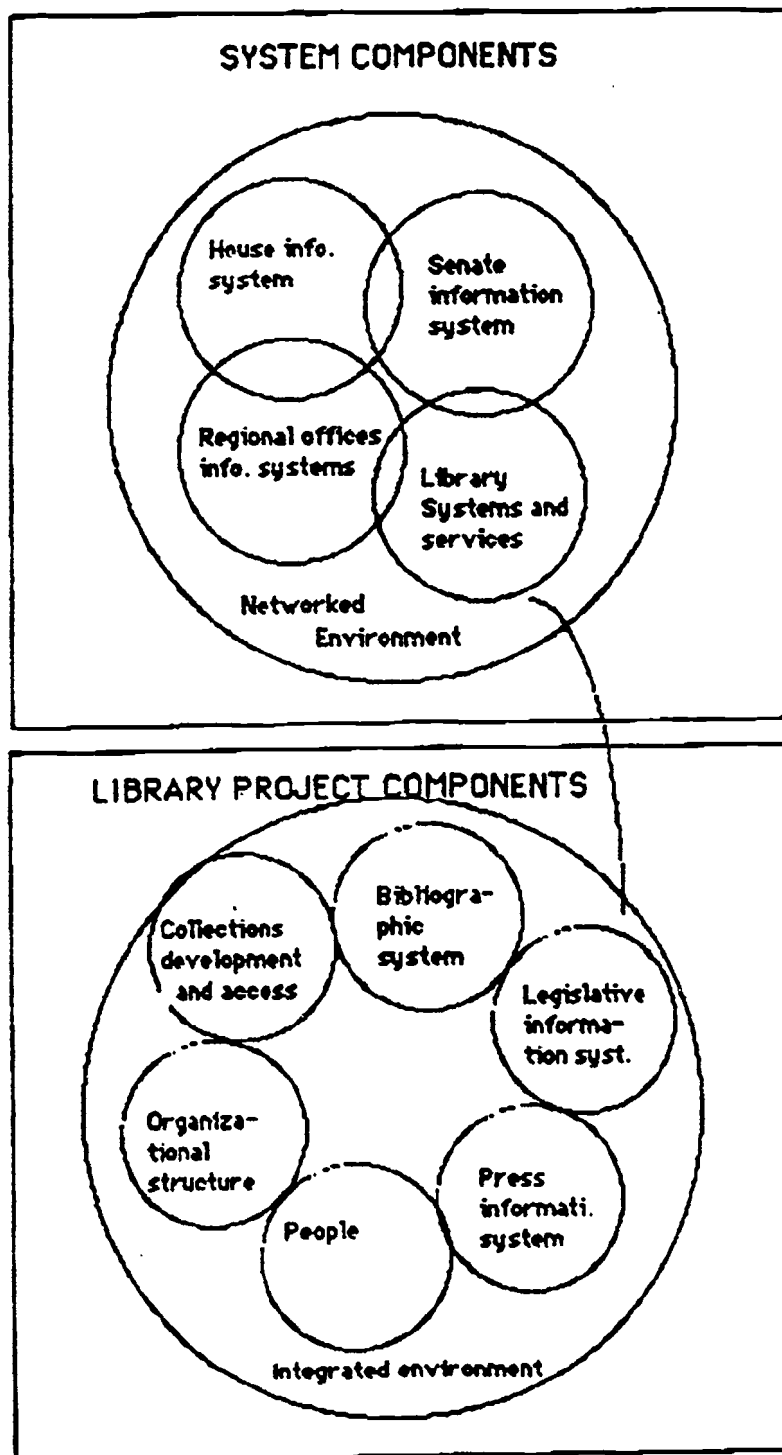 SYSTEM COMPONENTS
House info.
system
Senate
information
system
Regional offices
info. systems
Library
Systems and
services
Networked
Environment
LIBRARY PROJECT COMPONENTS
Bibliogra-
phic
system
Collections
development
and access
Legislative
informa-
tion syst.
Organiza-
tional
structure
Press
informati.
system
People
Integrated environment